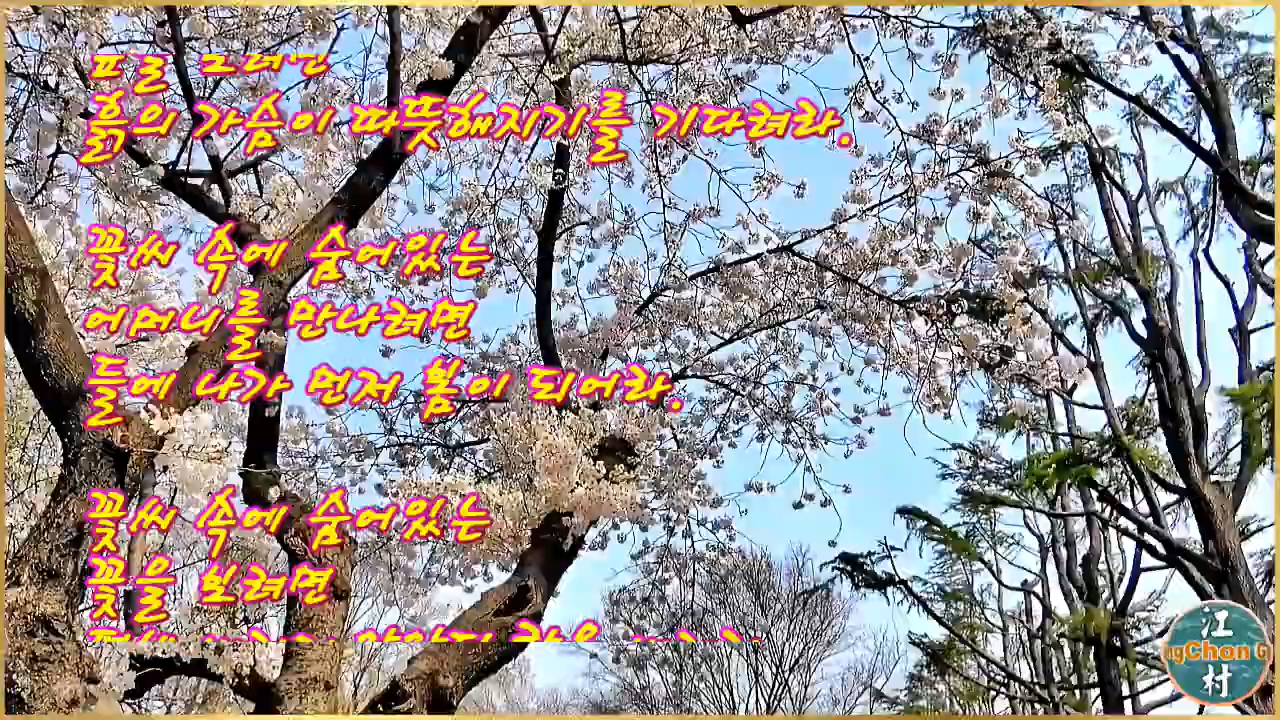 흙의 가슴이 따뜻해지기를 기다려라.
꽃씨 속에 숨어있는
어머니를 만나려면
들에 나가 먼저 봄이 되어라.
꽃씨 속에 숨어있는
꽃을 보려면
江
ngChon G
村